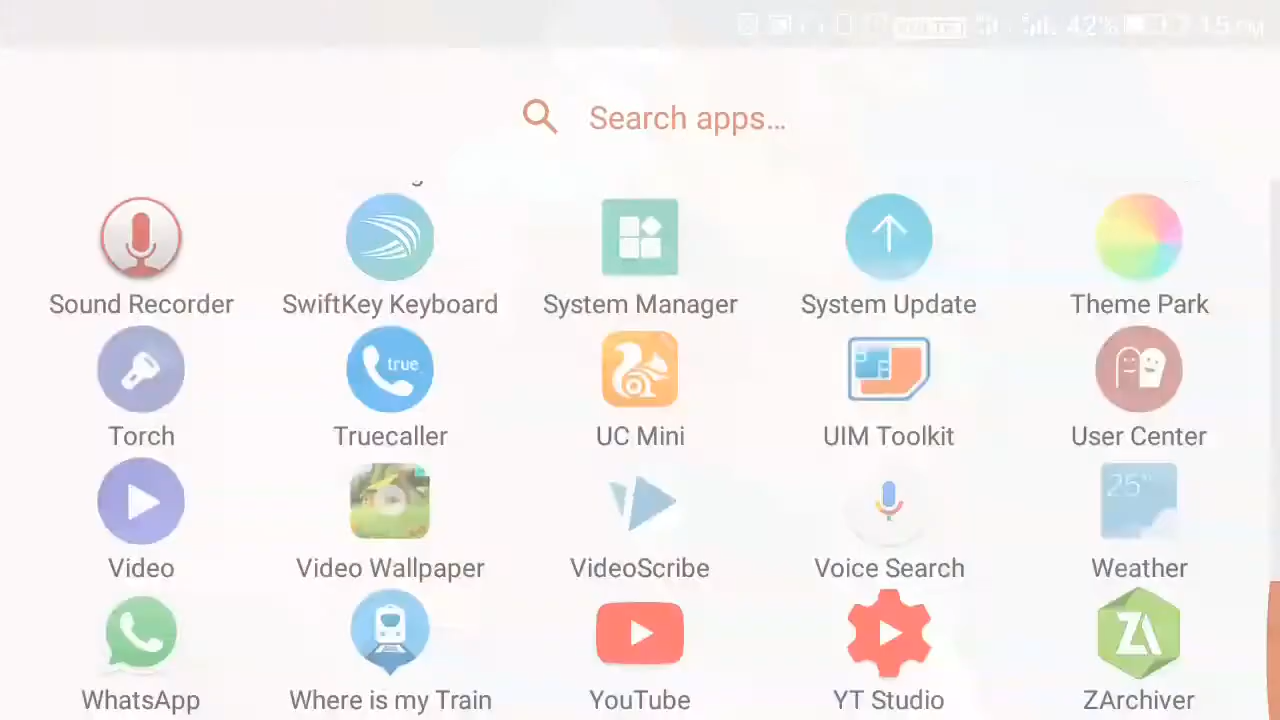 42%
Search apps...
Sound Recorder SwiftKey Keyboard System Manager System Update Theme Park
true
Torch Truecaller UC Mini UIM Toolkit User Center
25°
Video Video Wallpaper VideoScribe Voice Search Weather
ZA
WhatsApp Where is my Train YouTube YT Studio ZArchiver